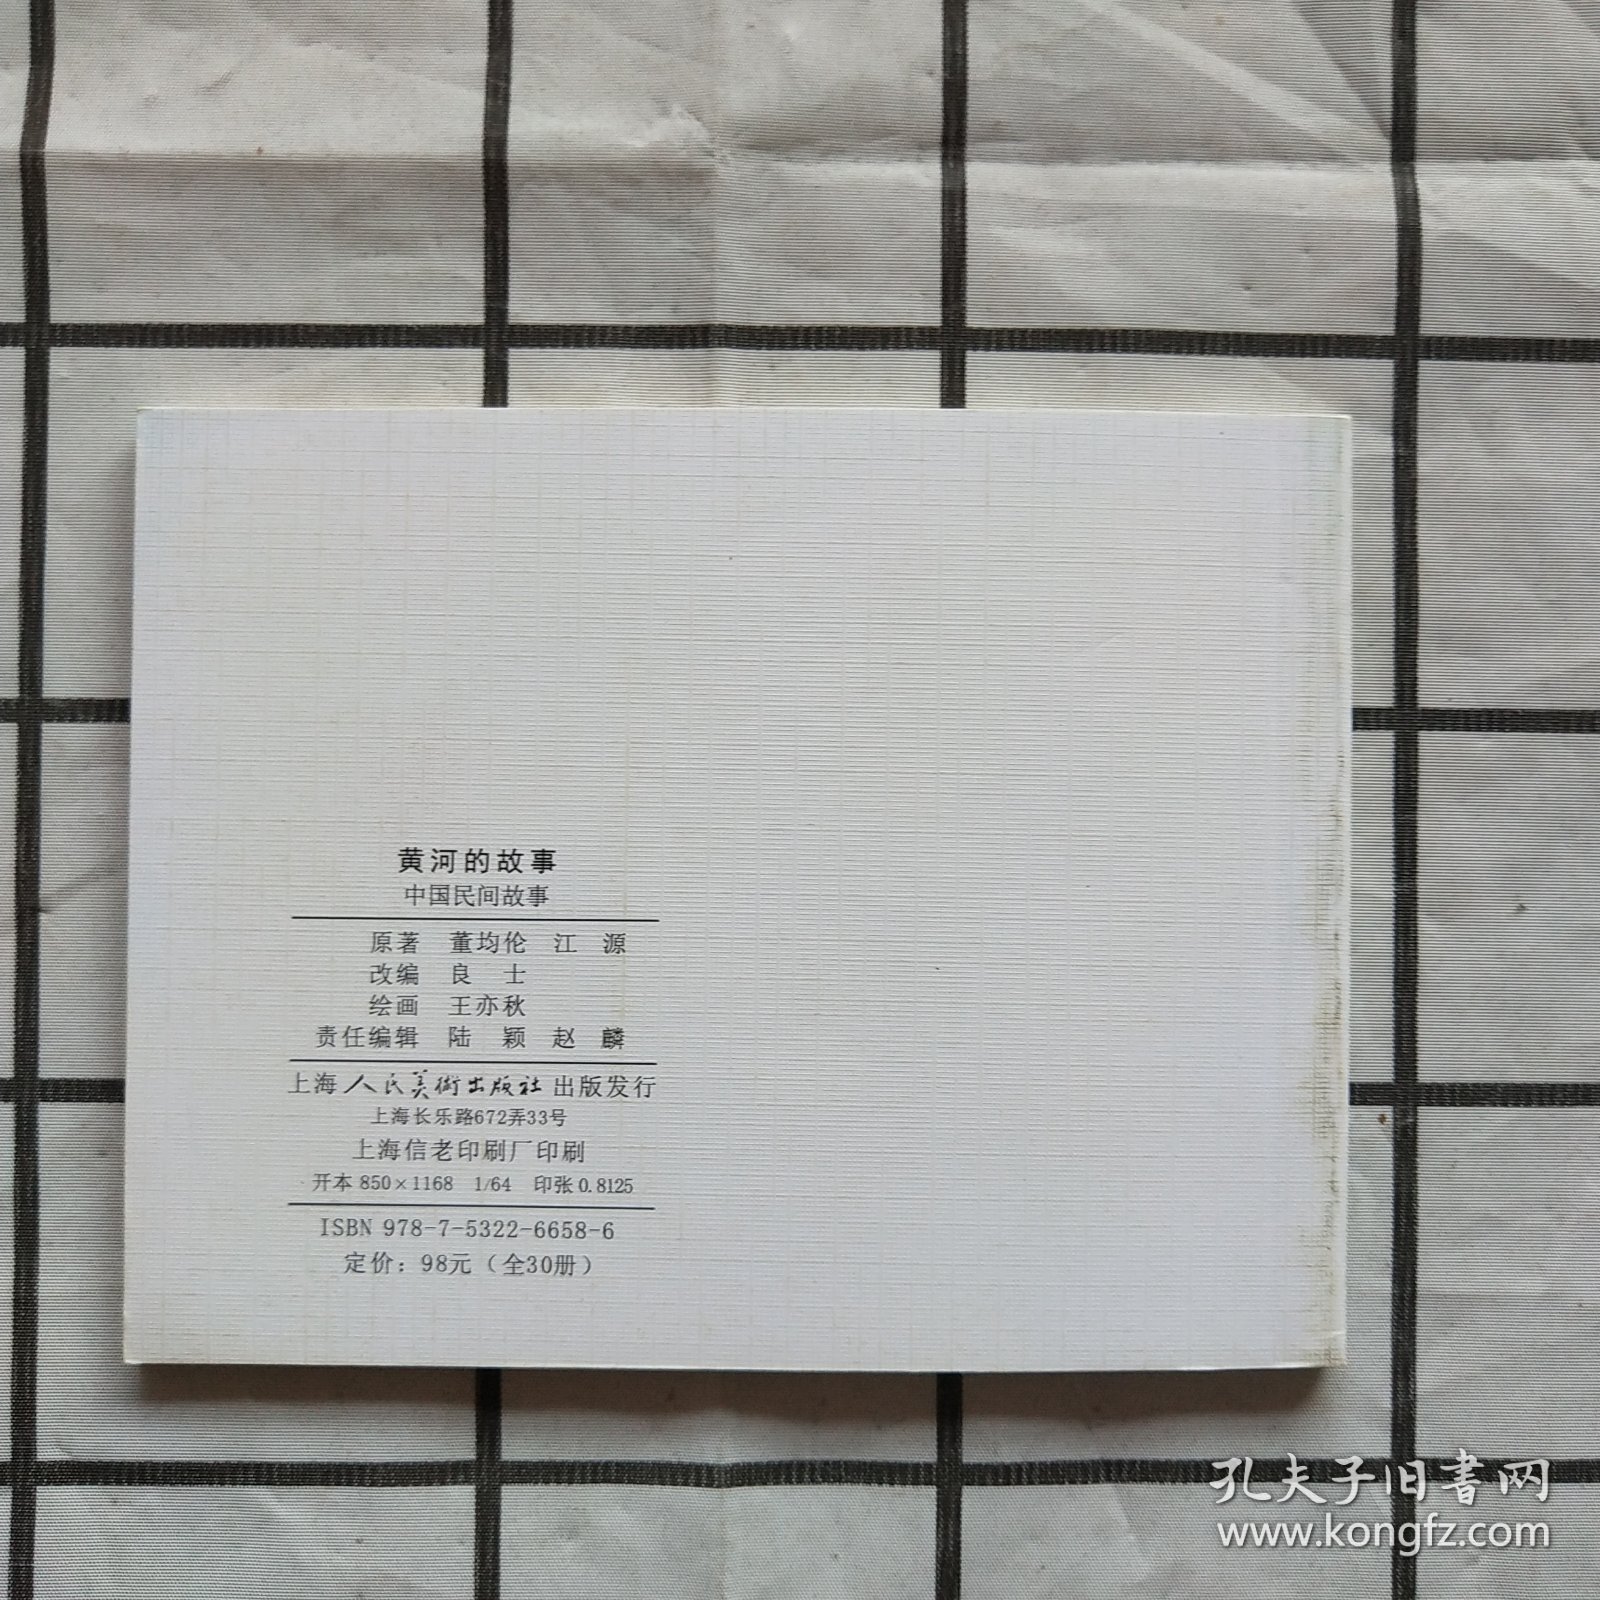 黄河的故事
中国民间故事
原著 董均伦 江 源
改编 良 士
绘画 王亦秋
责任编辑 陆 颖 赵 麟
上海人民美術出版社 出版发行
上海长乐路672弄33号
上海信老印刷厂印刷
开本 850×1168 1/64 印张 0.8125
ISBN 978-7-5322-6658-6
定价：98元（全30册）
孔夫子旧书网
www.kongfz.com